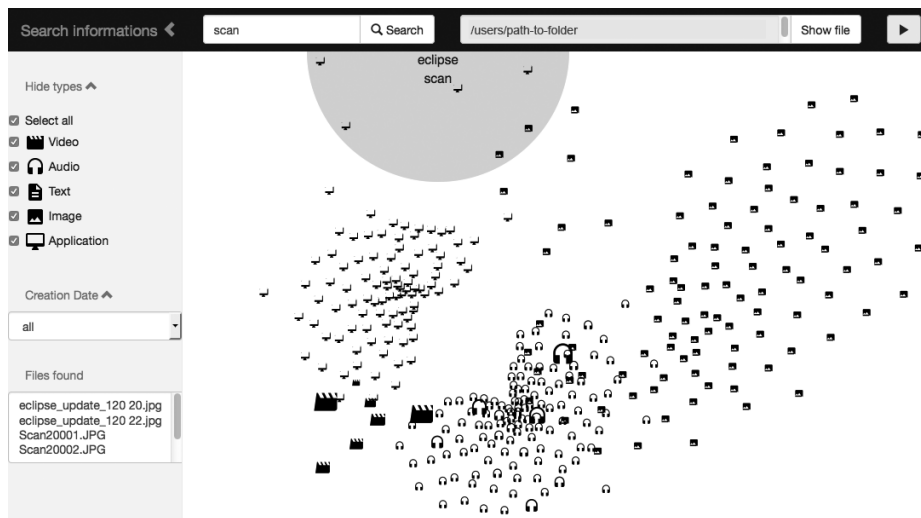 Search informations
scan
Search
/users/path-to-folder
Show file
Hide types
Select all
Video
Audio
Text
Image
Application
Creation Date
all
Files found
eclipse_update_120 20.jpg
eclipse_update_120 22.jpg
Scan20001.JPG
Scan20002.JPG
eclipse
scan